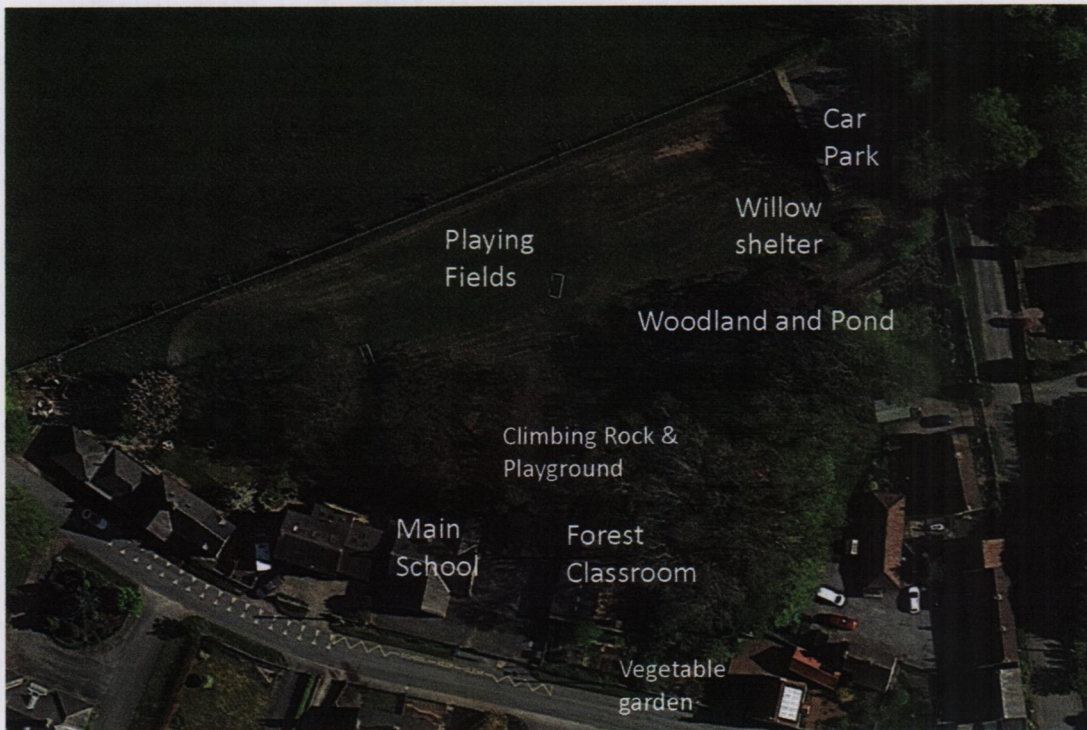 Car
Park
Willow
shelter
Playing
Fields
Woodland and Pond
Climbing Rock &
Playground
Main
School
Forest
Classroom
Vegetable
garden